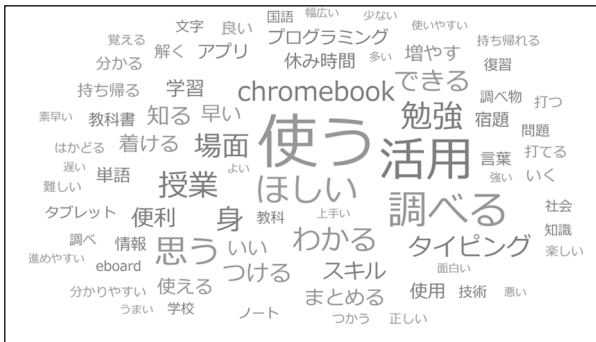 文字 良い 国語 幅広い 少ない 使いやすい
覚える 解く アプリ プログラミング 多い 増やす 持ち帰れる
分かる 休み時間 復習
持ち帰る 学習 chromebook できる 調べ物 打つ
素早い 教科書 知る 早い 使う 勉強 宿題 問題
はかどる 着ける 場面 活用 言葉 打てる
遅い 単語 よい 強い いく
難しい 授業 ほしい
タブレット 便利 身 教科 上手い 調べる 社会
調べ 情報 思う いい わかる タイピング 知識
進めやすい eboard つける スキル 面白い 楽しい
分かりやすい 使える まとめる 使用 技術 悪い
うまい 学校 ノート つかう 正しい